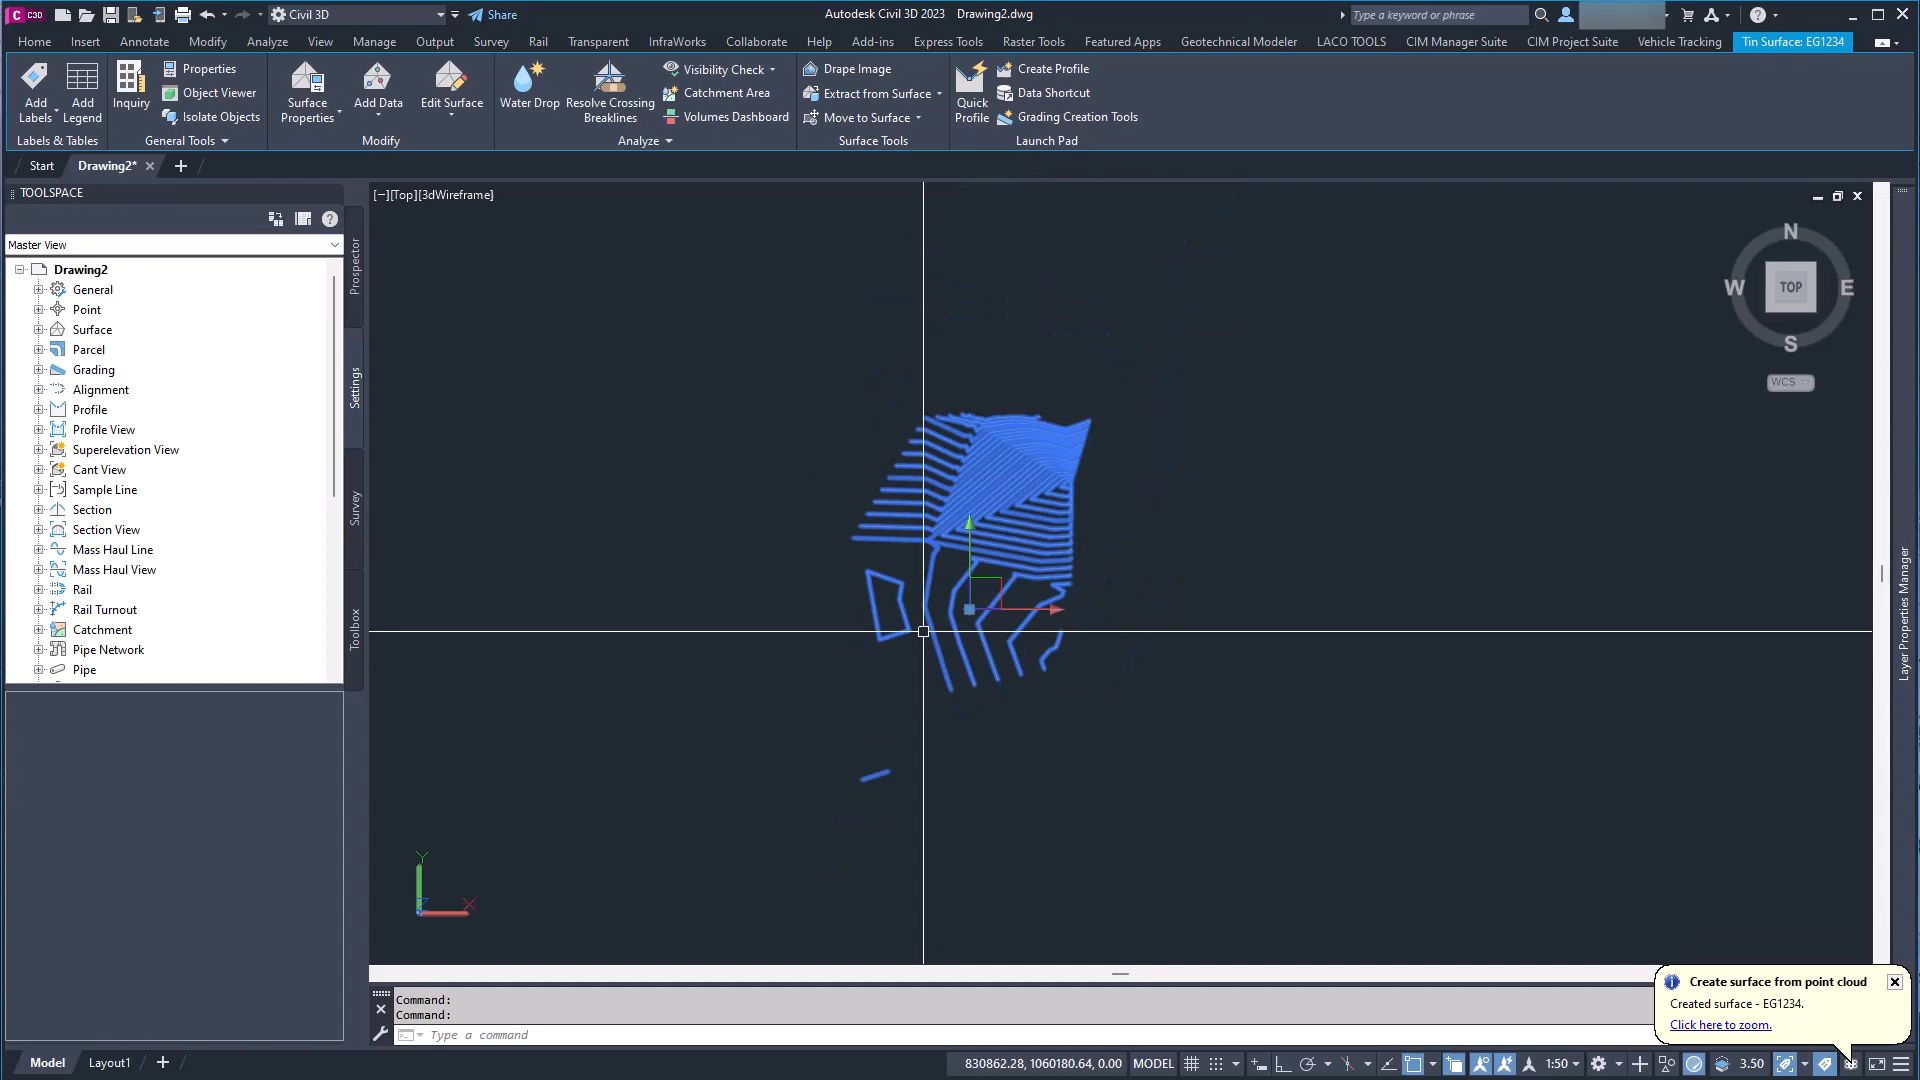 C3D
Civil 3D
Share
Autodesk Civil 3D 2023 Drawing2.dwg
Type a keyword or phrase
Home Insert Annotate Modify Analyze View Manage Output Survey Rail Transparent InfraWorks Collaborate Help Add-ins Express Tools Raster Tools Featured Apps Geotechnical Modeler LACO TOOLS CIM Manager Suite CIM Project Suite Vehicle Tracking Tin Surface: EG1234
Add Labels
Add Legend
Labels & Tables
Inquiry
Properties
Object Viewer
Isolate Objects
General Tools
Surface Properties
Add Data
Edit Surface
Modify
Water Drop
Resolve Crossing Breaklines
Visibility Check
Catchment Area
Volumes Dashboard
Analyze
Drape Image
Extract from Surface
Move to Surface
Surface Tools
Quick Profile
Create Profile
Data Shortcut
Grading Creation Tools
Launch Pad
Start Drawing2*
TOOLSPACE
Master View
Drawing2
General
Point
Surface
Parcel
Grading
Alignment
Profile
Profile View
Superelevation View
Cant View
Sample Line
Section
Section View
Mass Haul Line
Mass Haul View
Rail
Rail Turnout
Catchment
Pipe Network
Pipe
Prospector
Settings
Survey
Toolbox
[−][Top][3dWireframe]
N
W TOP E
S
WCS
Y
X
Z
Layer Properties Manager
Command:
Command:
Type a command
Create surface from point cloud
Created surface - EG1234.
Click here to zoom.
Model Layout1
830862.28, 1060180.64, 0.00 MODEL 1:50 3.50